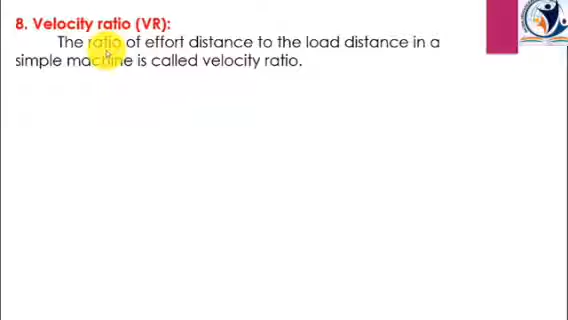 8. Velocity ratio (VR):
The ratio of effort distance to the load distance in a
simple machine is called velocity ratio.